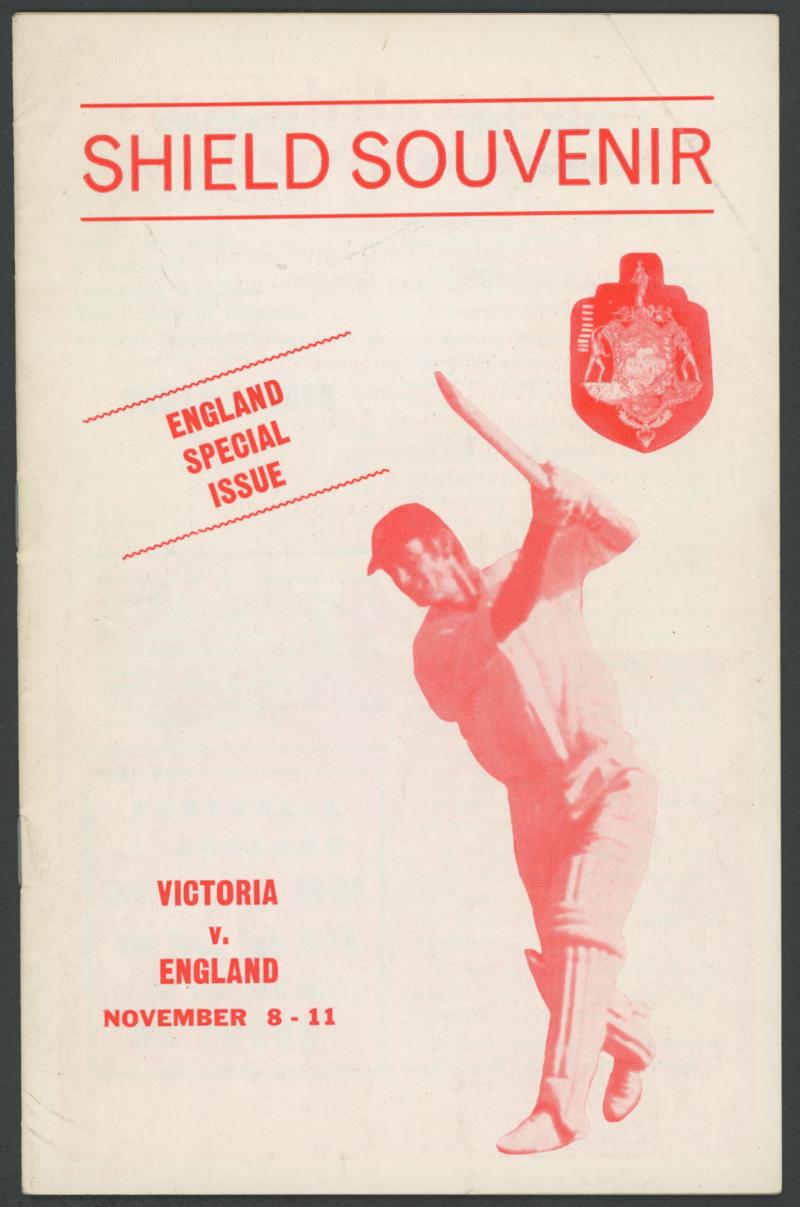 SHIELD SOUVENIR
ENGLAND
SPECIAL
ISSUE
VICTORIA
v.
ENGLAND
NOVEMBER 8 - 11